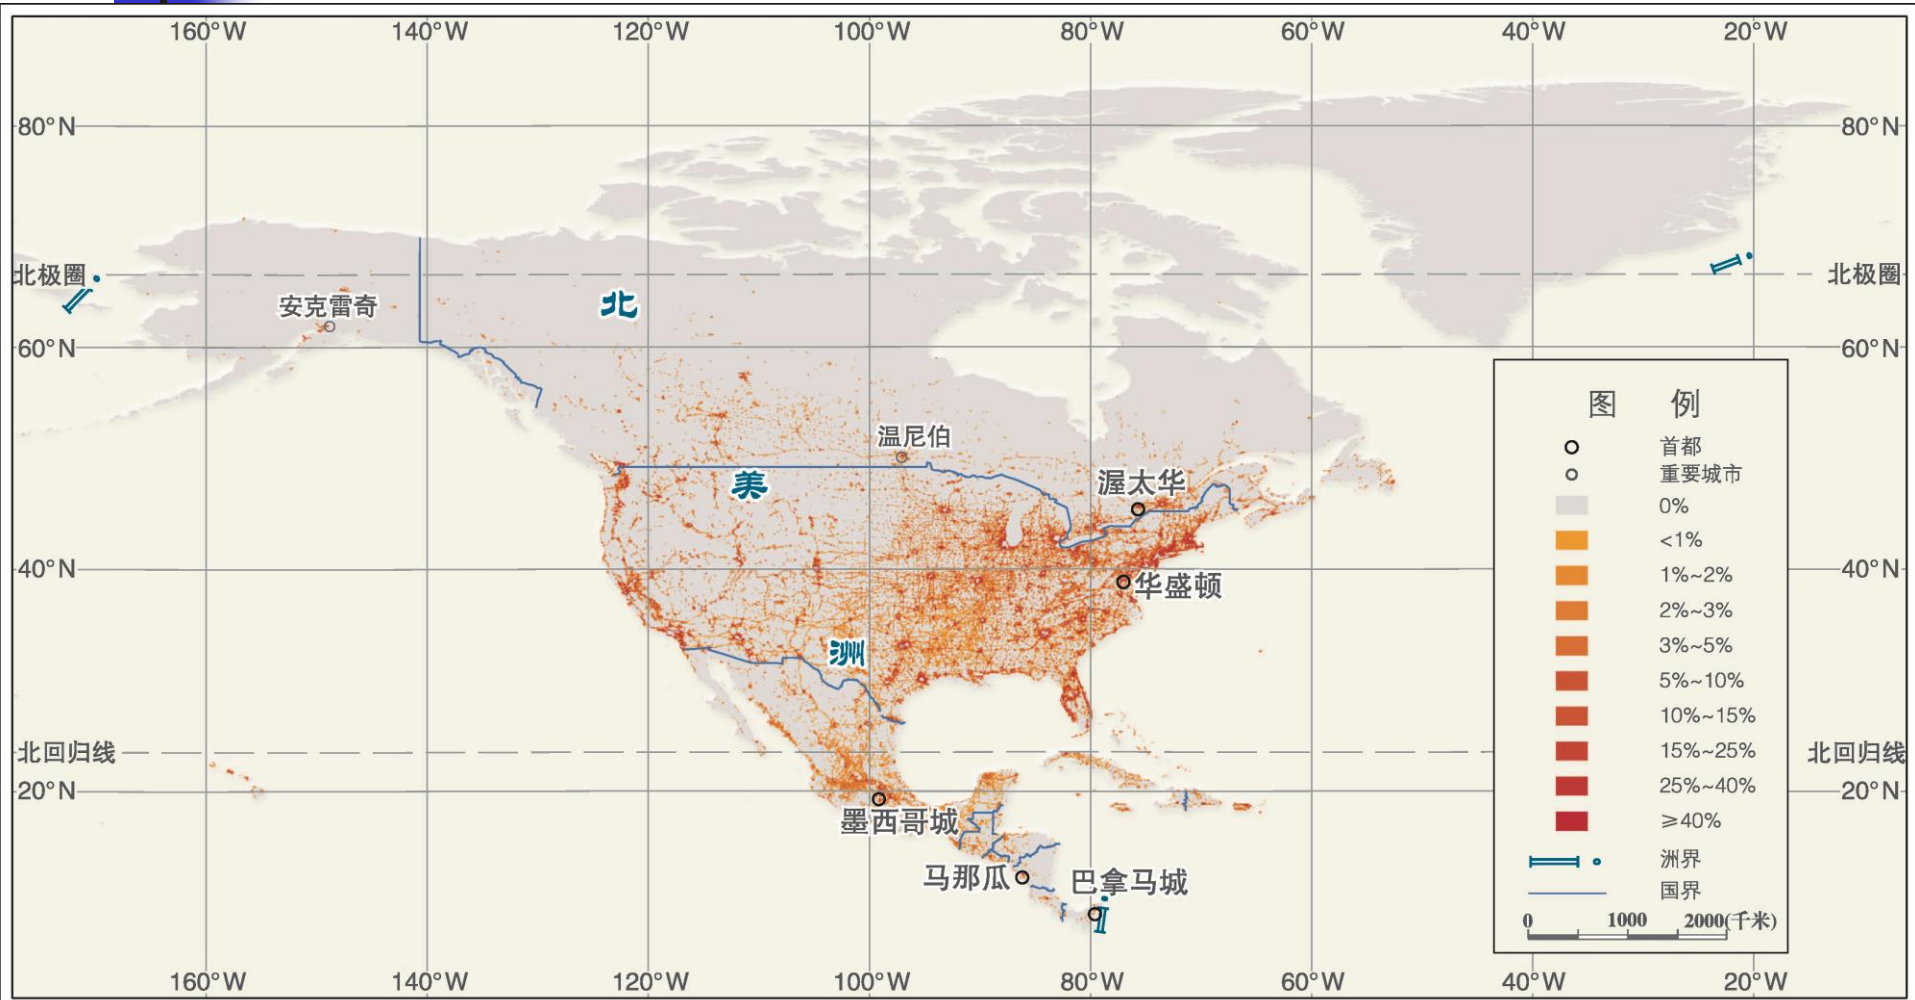 160°W 140°W 120°W 100°W 80°W 60°W 40°W 20°W
80°N 80°N
北极圈 北极圈
安克雷奇
北
60°N 60°N
温尼伯
美
渥太华
40°N 40°N
华盛顿
洲
北回归线 北回归线
20°N 20°N
墨西哥城
马那瓜
巴拿马城
图 例
首都
重要城市
0%
<1%
1%~2%
2%~3%
3%~5%
5%~10%
10%~15%
15%~25%
25%~40%
≥40%
洲界
国界
0 1000 2000(千米)
160°W 140°W 120°W 100°W 80°W 60°W 40°W 20°W